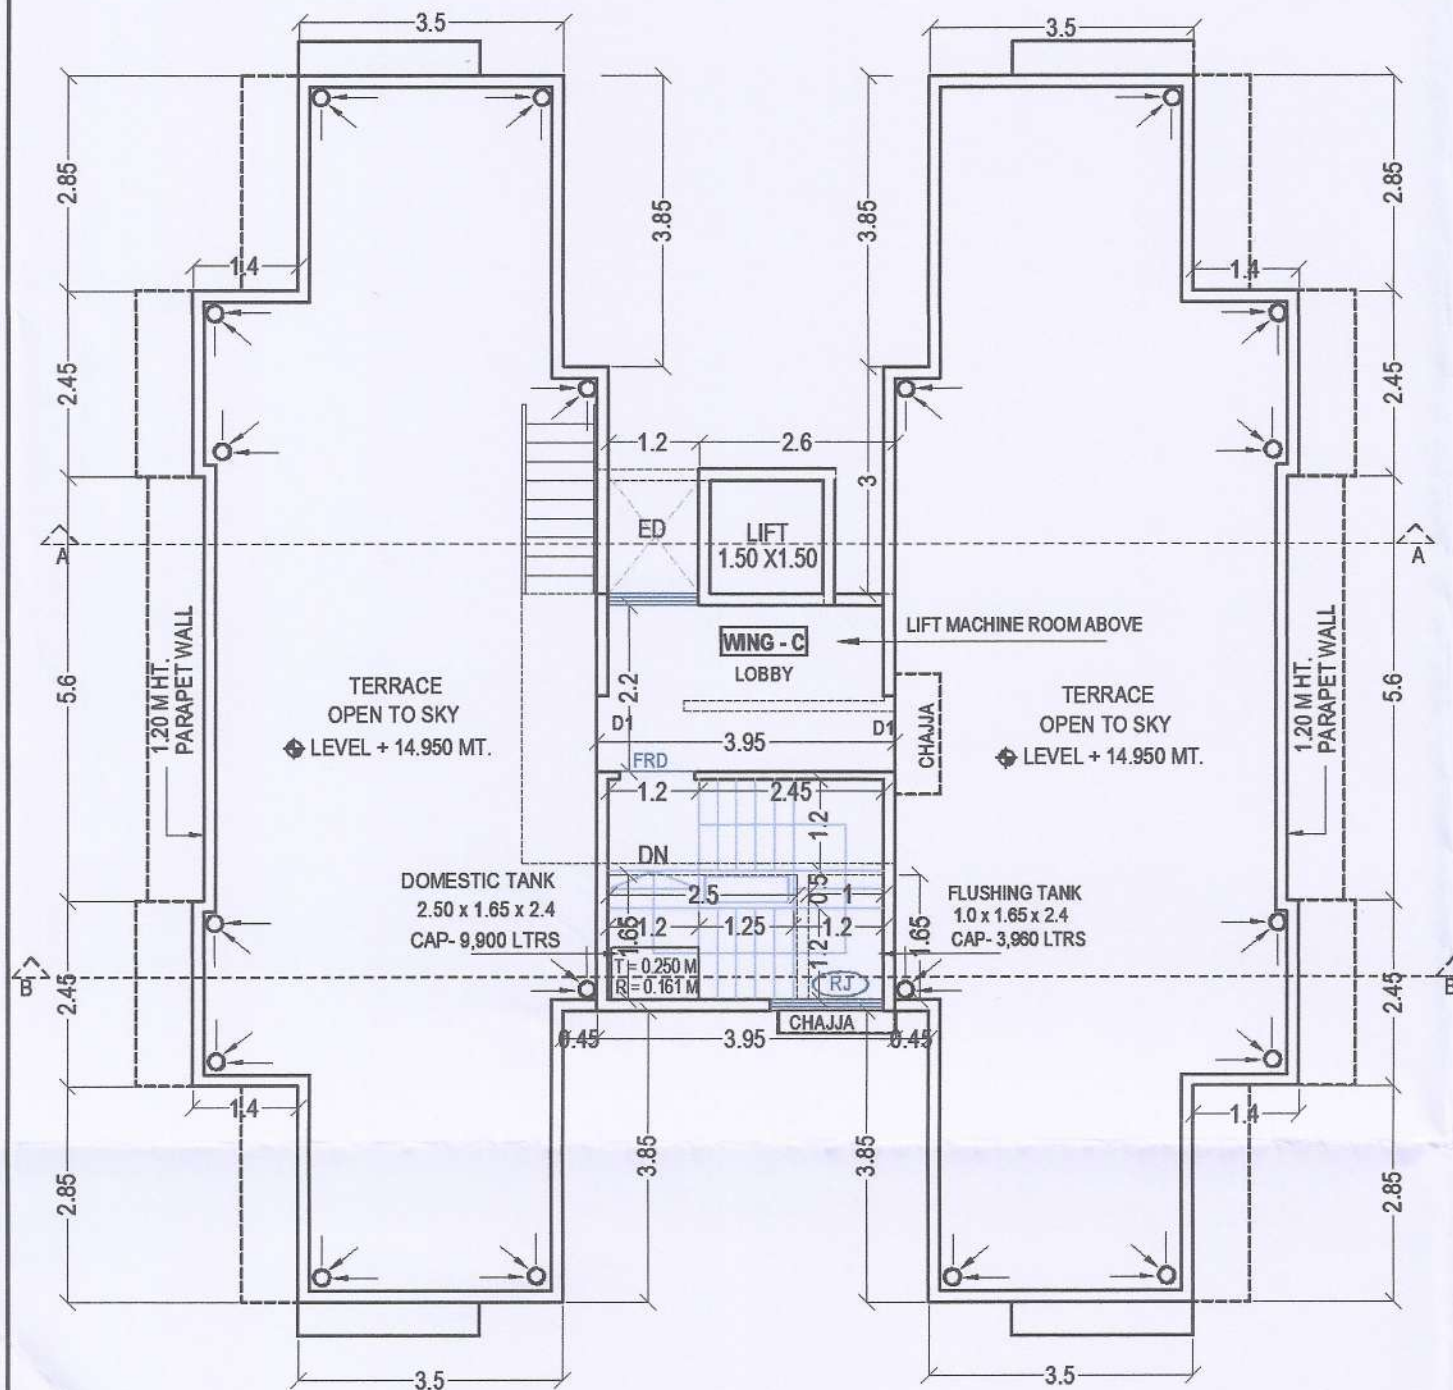 3.5
3.5
2.85
3.85
3.85
2.85
1.4
1.4
2.45
2.45
1.2
2.6
3
ED
LIFT
1.50 X1.50
A
A
WING - C
LOBBY
LIFT MACHINE ROOM ABOVE
5.6
1.20 M HT.
PARAPET WALL
TERRACE
OPEN TO SKY
LEVEL + 14.950 MT.
2.2
D1
D1
3.95
CHAJJA
TERRACE
OPEN TO SKY
LEVEL + 14.950 MT.
1.20 M HT.
PARAPET WALL
5.6
FRD
1.2
2.45
1.2
DN
DOMESTIC TANK
2.50 x 1.65 x 2.4
CAP- 9,900 LTRS
2.5
0.5
1
FLUSHING TANK
1.0 x 1.65 x 2.4
CAP- 3,960 LTRS
1.65
1.2
1.25
1.2
1.65
1.2
T = 0.250 M
R = 0.161 M
RJ
B
B
2.45
2.45
CHAJJA
0.45
3.95
0.45
1.4
1.4
2.85
3.85
3.85
2.85
3.5
3.5